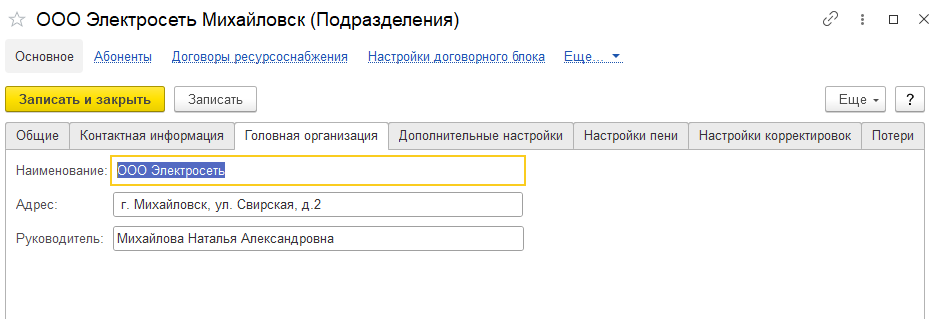 ООО Электросеть Михайловск (Подразделения)
Основное Абоненты Договоры ресурсоснабжения Настройки договорного блока Еще...
Записать и закрыть Записать Еще ?
Общие Контактная информация Головная организация Дополнительные настройки Настройки пени Настройки корректировок Потери
Наименование: ООО Электросеть
Адрес: г. Михайловск, ул. Свирская, д.2
Руководитель: Михайлова Наталья Александровна